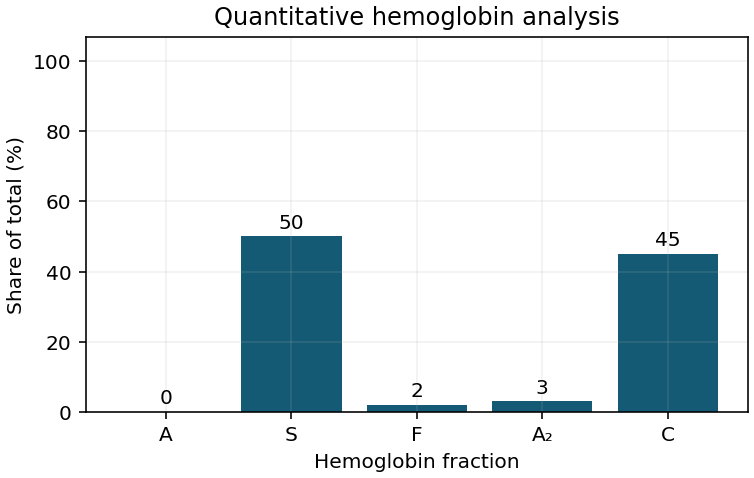 Quantitative hemoglobin analysis
Share of total (%)
100
80
60
40
20
0
0
50
2
3
45
A
S
F
A₂
C
Hemoglobin fraction